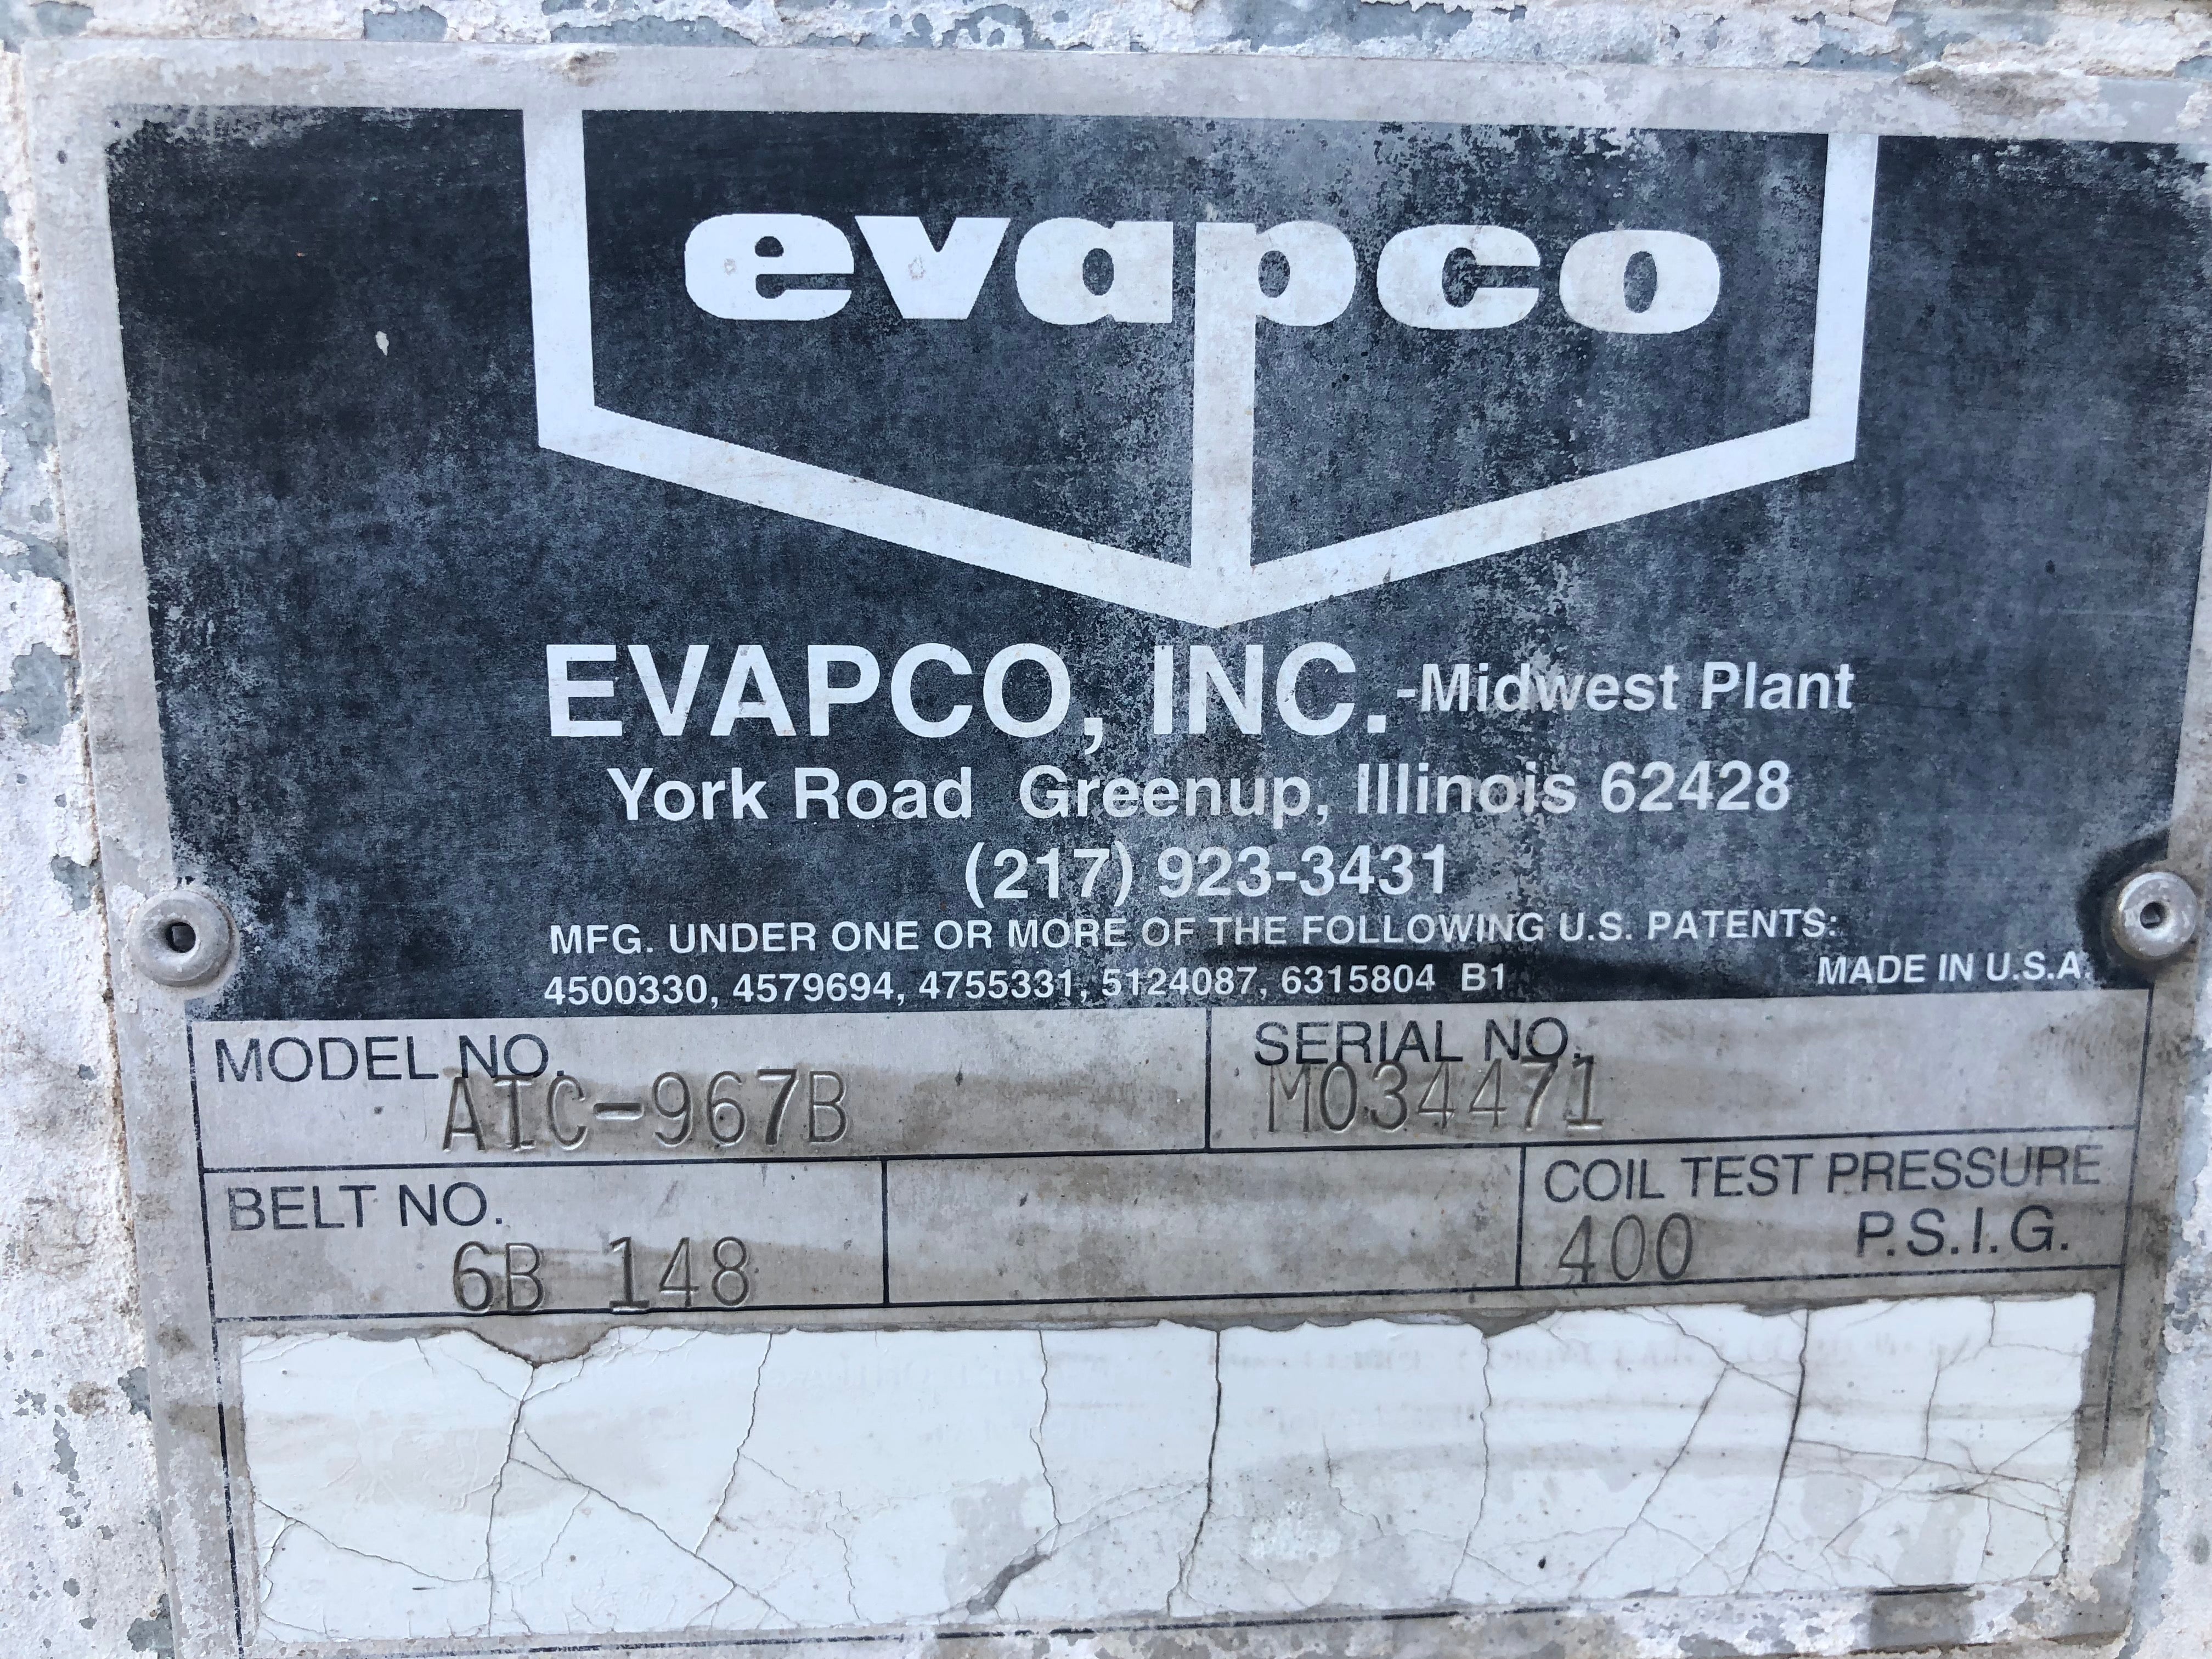 evapco
EVAPCO, INC. -Midwest Plant
York Road Greenup, Illinois 62428
(217) 923-3431
MFG. UNDER ONE OR MORE OF THE FOLLOWING U.S. PATENTS:
4500330, 4579694, 4755331, 5124087, 6315804 B1
MADE IN U.S.A.
MODEL NO.
AIC-967B
SERIAL NO.
M034471
BELT NO.
6B 148
COIL TEST PRESSURE
400 P.S.I.G.